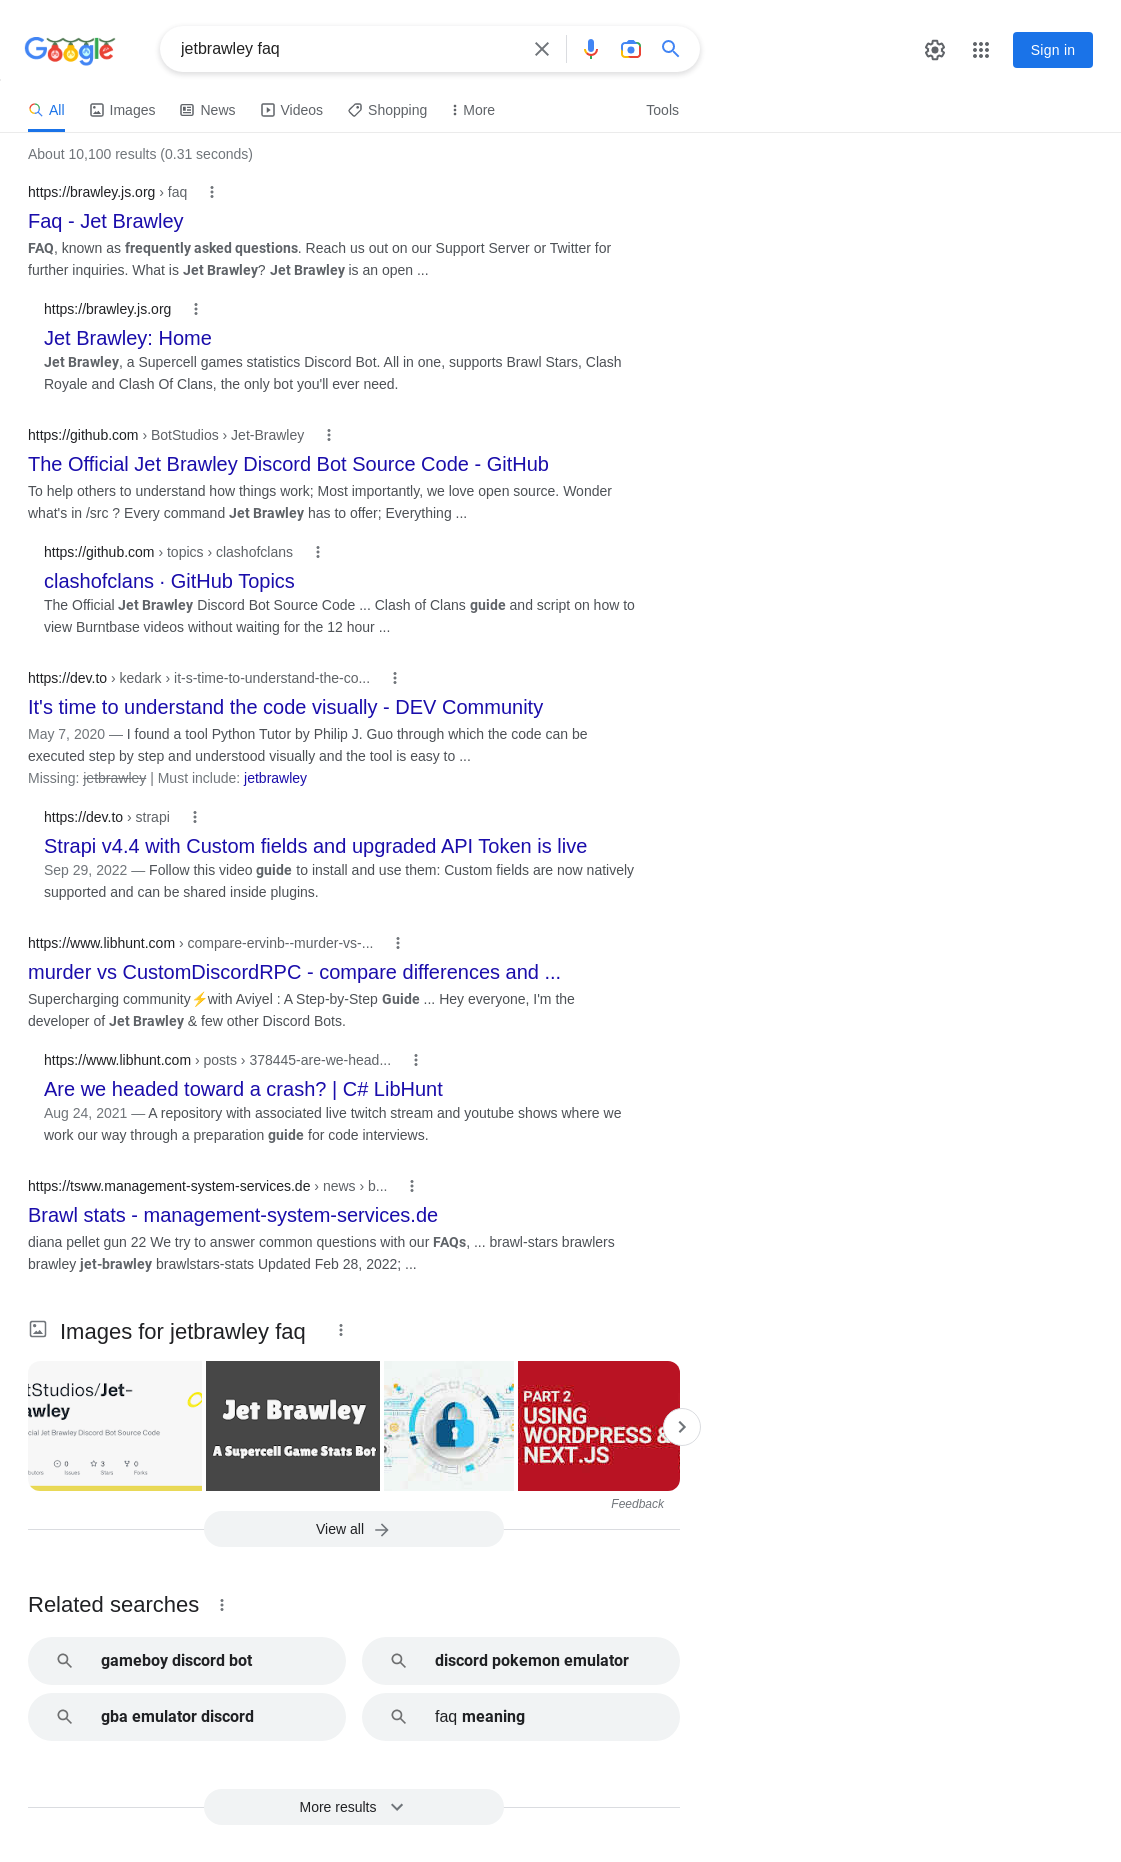 Google
jetbrawley faq
Sign in
All Images News Videos Shopping More Tools
About 10,100 results (0.31 seconds)
https://brawley.js.org › faq
Faq - Jet Brawley
FAQ, known as frequently asked questions. Reach us out on our Support Server or Twitter for
further inquiries. What is Jet Brawley? Jet Brawley is an open ...
https://brawley.js.org
Jet Brawley: Home
Jet Brawley, a Supercell games statistics Discord Bot. All in one, supports Brawl Stars, Clash
Royale and Clash Of Clans, the only bot you'll ever need.
https://github.com › BotStudios › Jet-Brawley
The Official Jet Brawley Discord Bot Source Code - GitHub
To help others to understand how things work; Most importantly, we love open source. Wonder
what's in /src ? Every command Jet Brawley has to offer; Everything ...
https://github.com › topics › clashofclans
clashofclans · GitHub Topics
The Official Jet Brawley Discord Bot Source Code ... Clash of Clans guide and script on how to
view Burntbase videos without waiting for the 12 hour ...
https://dev.to › kedark › it-s-time-to-understand-the-co...
It's time to understand the code visually - DEV Community
May 7, 2020 — I found a tool Python Tutor by Philip J. Guo through which the code can be
executed step by step and understood visually and the tool is easy to ...
Missing: jetbrawley | Must include: jetbrawley
https://dev.to › strapi
Strapi v4.4 with Custom fields and upgraded API Token is live
Sep 29, 2022 — Follow this video guide to install and use them: Custom fields are now natively
supported and can be shared inside plugins.
https://www.libhunt.com › compare-ervinb--murder-vs-...
murder vs CustomDiscordRPC - compare differences and ...
Supercharging community⚡with Aviyel : A Step-by-Step Guide ... Hey everyone, I'm the
developer of Jet Brawley & few other Discord Bots.
https://www.libhunt.com › posts › 378445-are-we-head...
Are we headed toward a crash? | C# LibHunt
Aug 24, 2021 — A repository with associated live twitch stream and youtube shows where we
work our way through a preparation guide for code interviews.
https://tsww.management-system-services.de › news › b...
Brawl stats - management-system-services.de
diana pellet gun 22 We try to answer common questions with our FAQs, ... brawl-stars brawlers
brawley jet-brawley brawlstars-stats Updated Feb 28, 2022; ...
Images for jetbrawley faq
tStudios/Jet-
awley
cial Jet Brawley Discord Bot Source Code
0 3 0
butors Issues Stars Forks
Jet Brawley
A Supercell Game Stats Bot
PART 2
USING
WORDPRESS &
NEXT.JS
Feedback
View all
Related searches
gameboy discord bot
discord pokemon emulator
gba emulator discord
faq meaning
More results